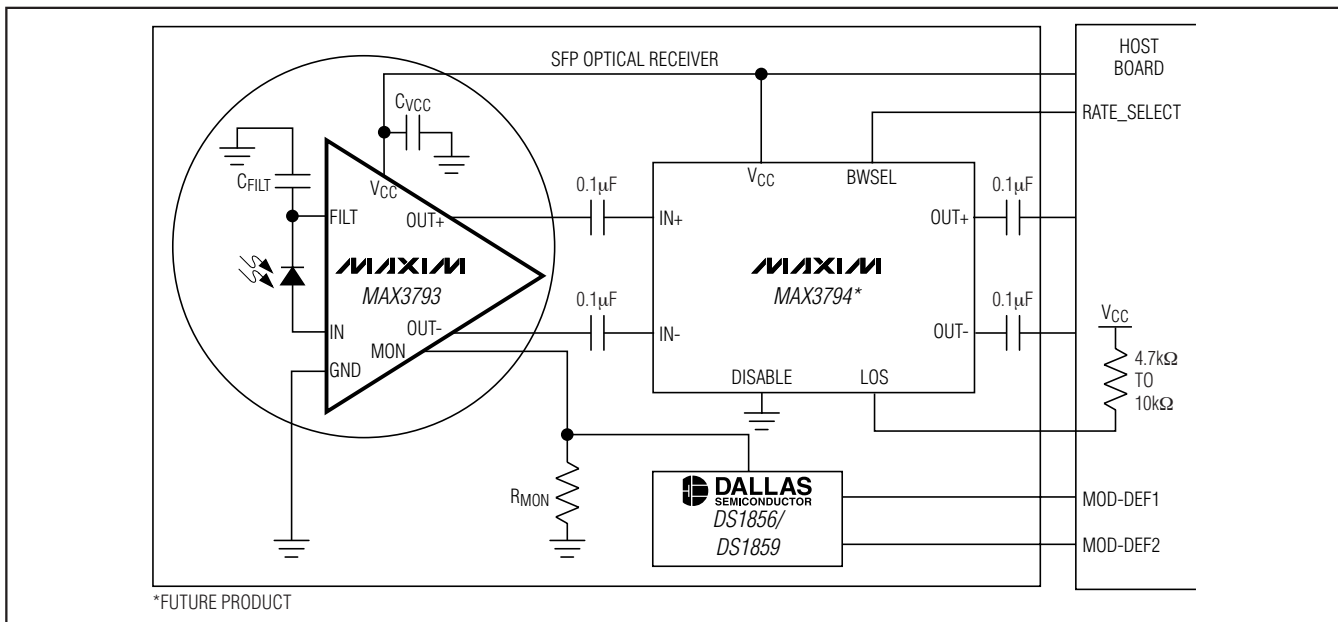 SFP OPTICAL RECEIVER
HOST
BOARD
RATE_SELECT
CVCC
CFILT
VCC
FILT
OUT+
MAXIM
MAX3793
IN
OUT-
MON
GND
0.1µF
0.1µF
VCC
BWSEL
IN+
OUT+
MAXIM
MAX3794*
IN-
OUT-
DISABLE
LOS
0.1µF
0.1µF
VCC
4.7kΩ
TO
10kΩ
RMON
DALLAS
SEMICONDUCTOR
DS1856/
DS1859
MOD-DEF1
MOD-DEF2
*FUTURE PRODUCT